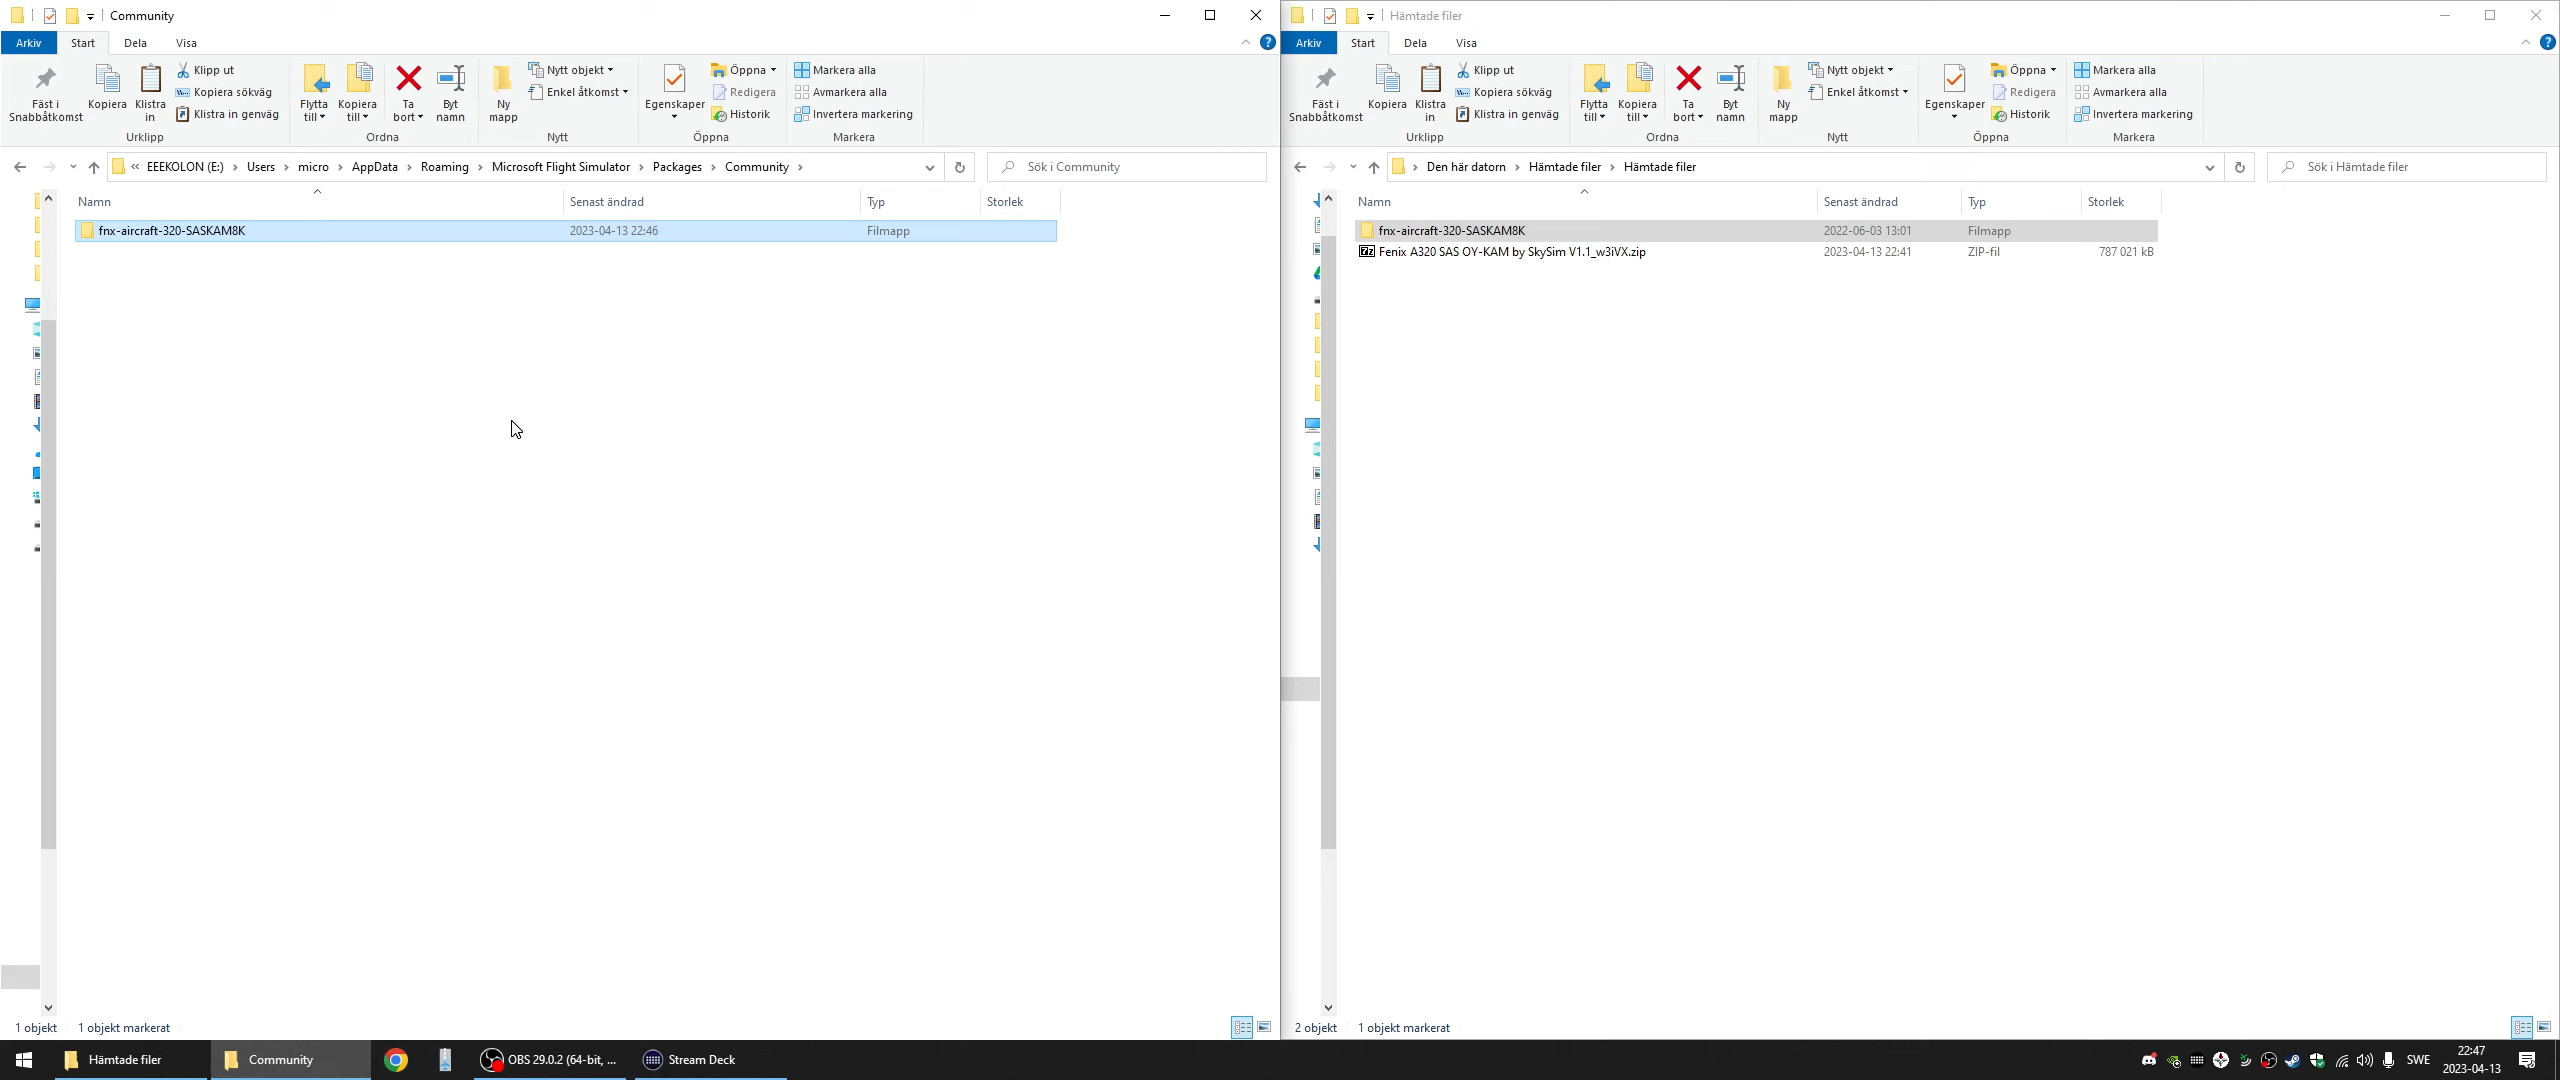 Community
Arkiv Start Dela Visa
Fäst i Snabbåtkomst
Kopiera
Klistra in
Klipp ut
Kopiera sökväg
Klistra in genväg
Urklipp
Flytta till
Kopiera till
Ta bort
Byt namn
Ordna
Ny mapp
Nytt objekt
Enkel åtkomst
Nytt
Egenskaper
Öppna
Redigera
Historik
Öppna
Markera alla
Avmarkera alla
Invertera markering
Markera
« EEEKOLON (E:) › Users › micro › AppData › Roaming › Microsoft Flight Simulator › Packages › Community ›
Sök i Community
Namn Senast ändrad Typ Storlek
fnx-aircraft-320-SASKAM8K 2023-04-13 22:46 Filmapp
1 objekt 1 objekt markerat
Hämtade filer
Arkiv Start Dela Visa
Fäst i Snabbåtkomst
Kopiera
Klistra in
Klipp ut
Kopiera sökväg
Klistra in genväg
Urklipp
Flytta till
Kopiera till
Ta bort
Byt namn
Ordna
Ny mapp
Nytt objekt
Enkel åtkomst
Nytt
Egenskaper
Öppna
Redigera
Historik
Öppna
Markera alla
Avmarkera alla
Invertera markering
Markera
› Den här datorn › Hämtade filer › Hämtade filer
Sök i Hämtade filer
Namn Senast ändrad Typ Storlek
fnx-aircraft-320-SASKAM8K 2022-06-03 13:01 Filmapp
Fenix A320 SAS OY-KAM by SkySim V1.1_w3iVX.zip 2023-04-13 22:41 ZIP-fil 787 021 kB
2 objekt 1 objekt markerat
Hämtade filer
Community
OBS 29.0.2 (64-bit, ...
Stream Deck
SWE
22:47
2023-04-13